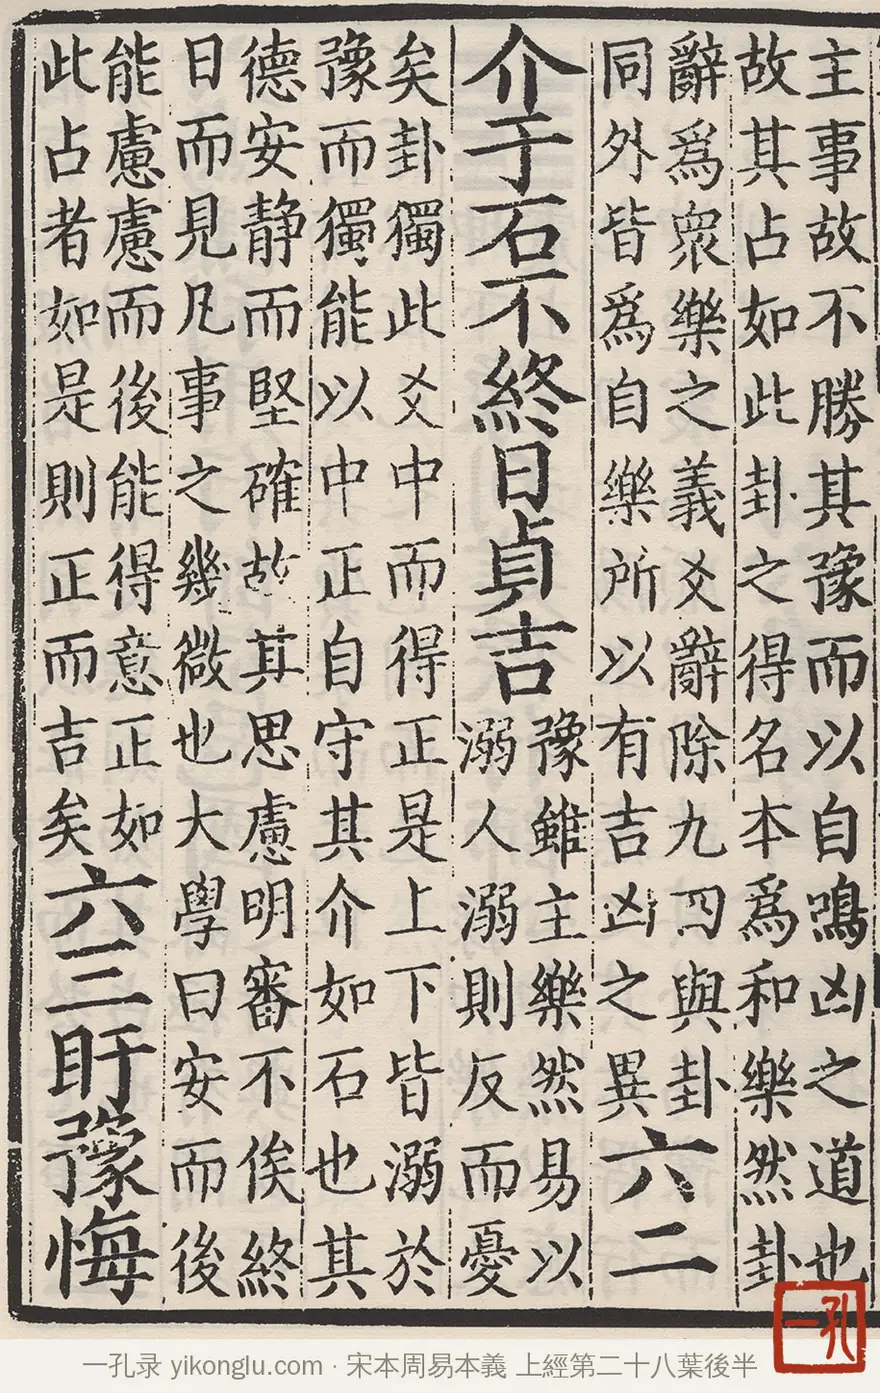 主事故不勝其豫而以自鳴凶之道也
故其占如此卦之得名本為和樂然卦
辭為衆樂之義爻辭除九四與卦
同外皆為自樂所以有吉凶之異
六二
介于石不終日貞吉
豫雖主樂然易以
溺人溺則反而憂
矣卦獨此爻中而得正是上下皆溺於
豫而獨能以中正自守其介如石也其
德安静而堅確故其思慮明審不俟終
日而見凡事之幾微也大學曰安而後
能慮慮而後能得意正如
此占者如是則正而吉矣
六三盱豫悔
一孔
一孔录 yikonglu.com · 宋本周易本義 上經第二十八葉後半